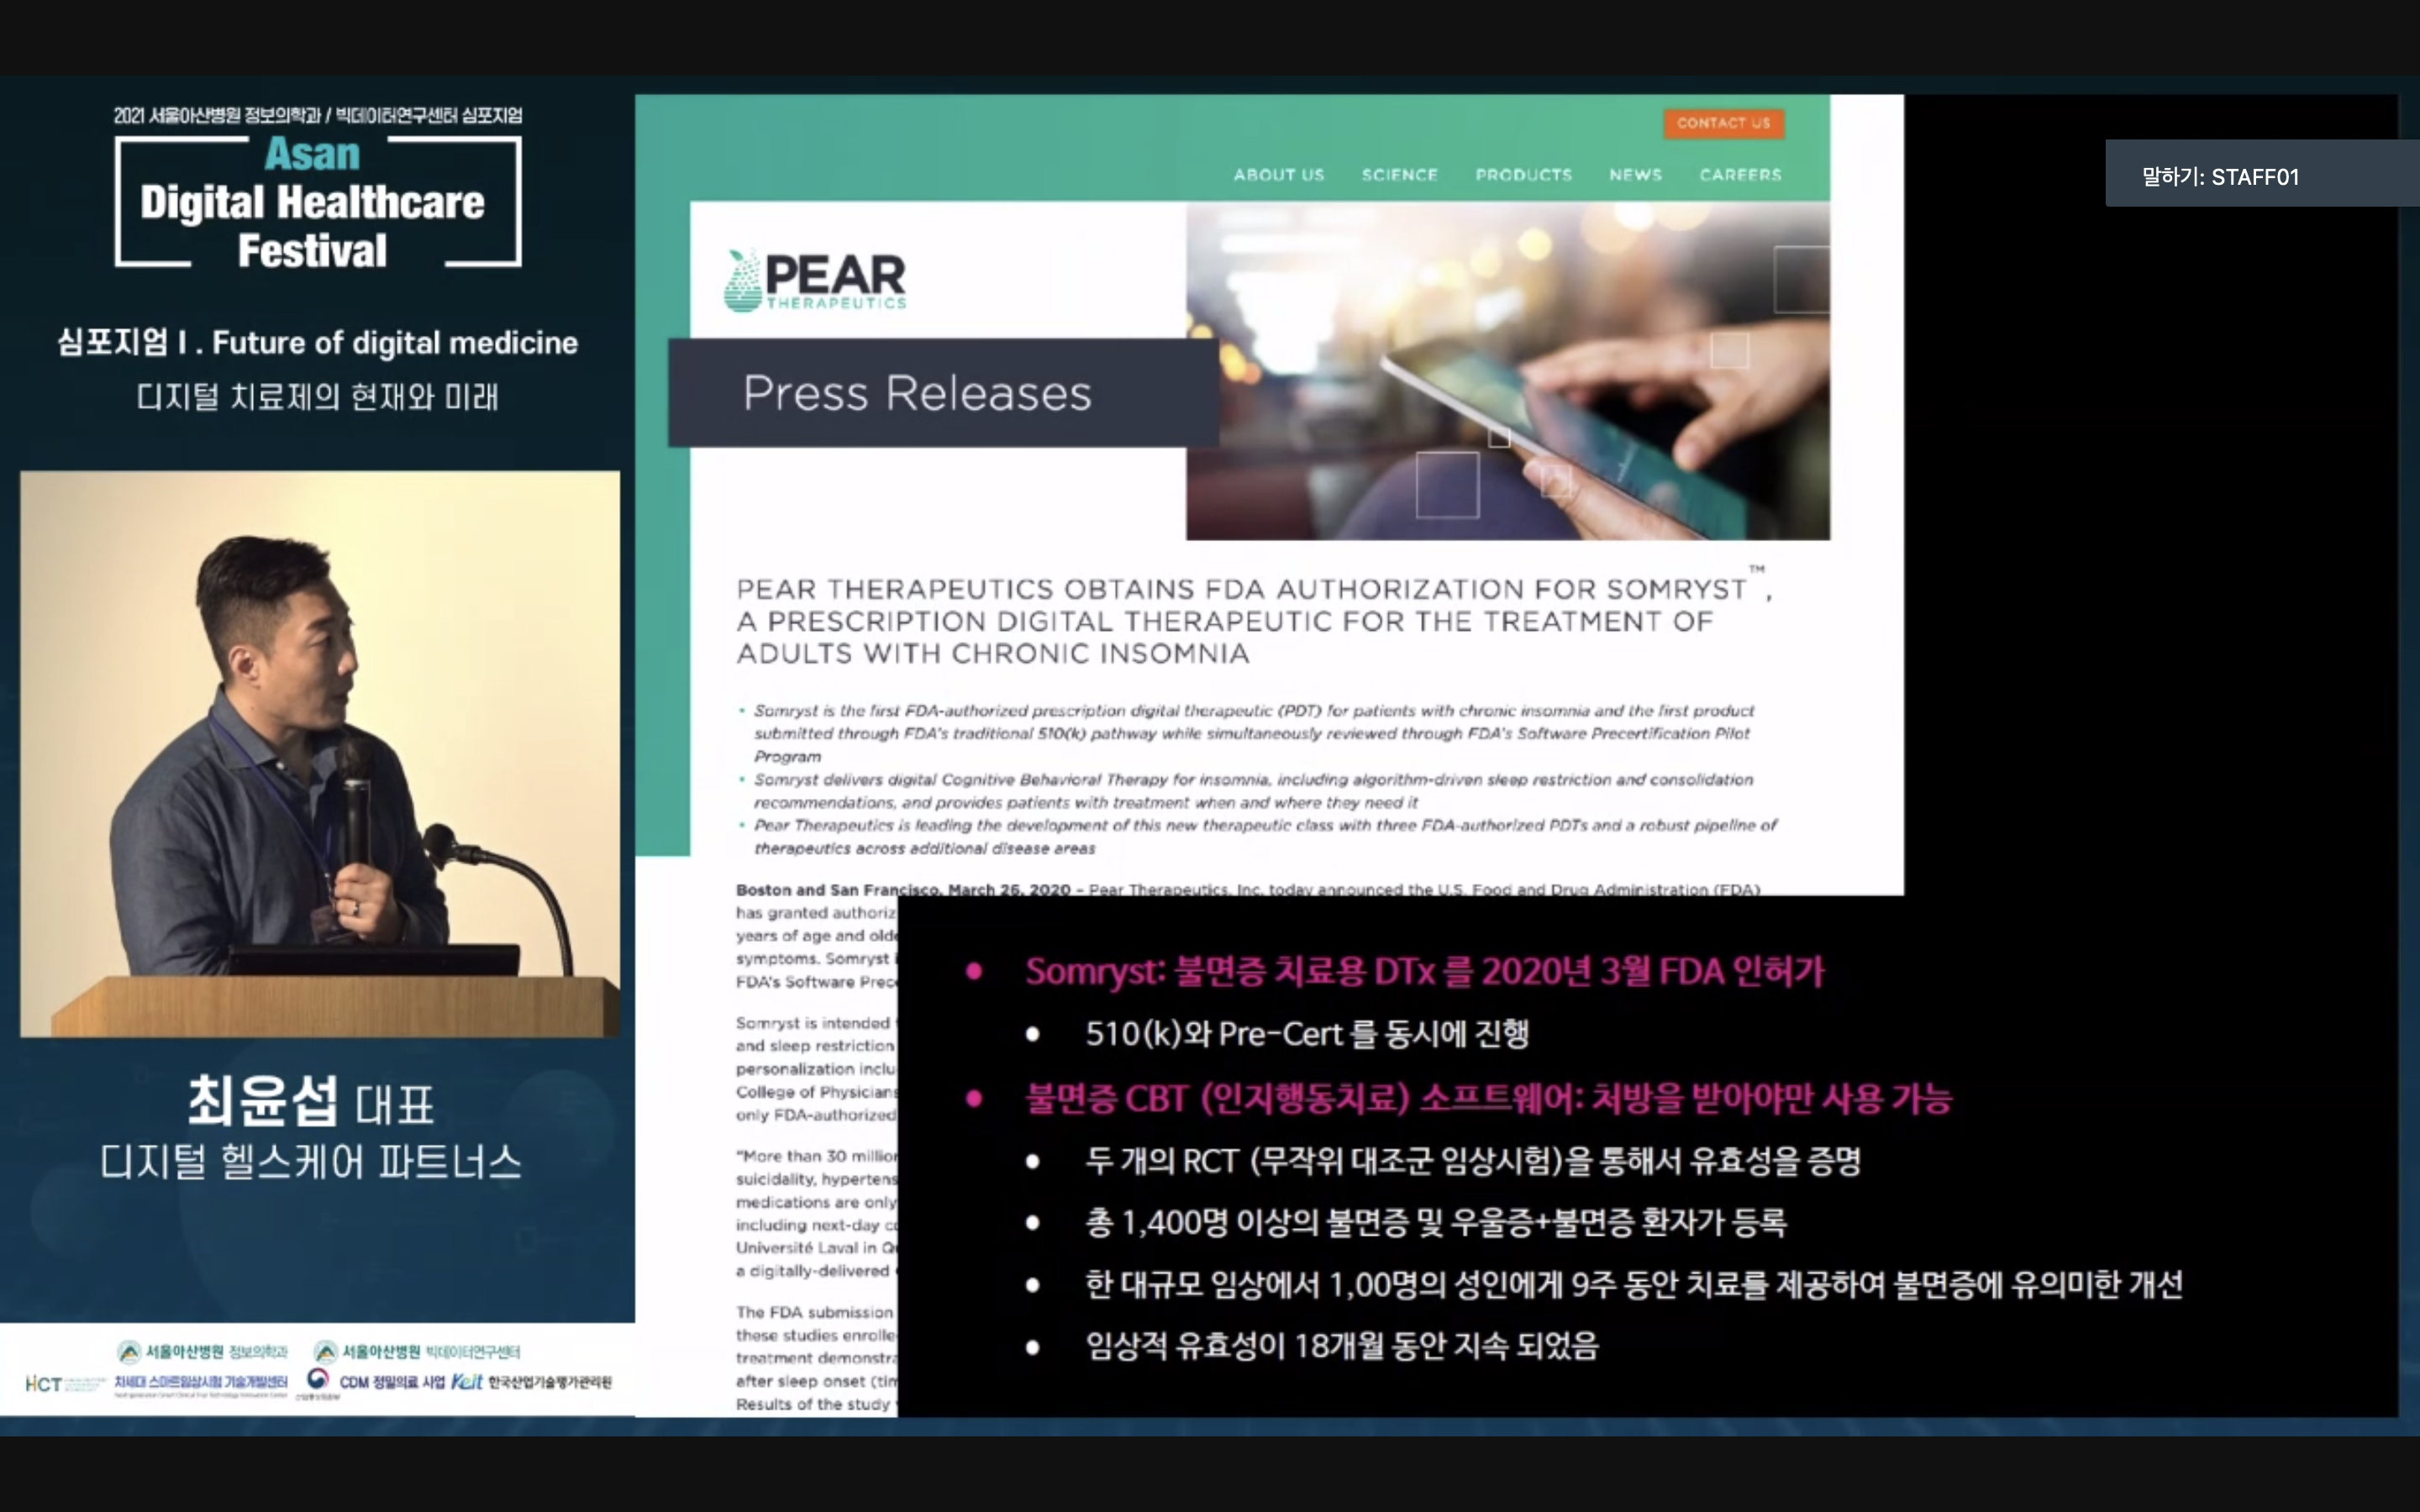 2021 서울아산병원 정보의학과 / 빅데이터연구센터 심포지엄
Asan
Digital Healthcare
Festival
심포지엄 I . Future of digital medicine
디지털 치료제의 현재와 미래
최윤섭 대표
디지털 헬스케어 파트너스
서울아산병원 정보의학과
서울아산병원 빅데이터연구센터
HCT
차세대 스마트임상시험 기술개발센터
CDM 정밀의료 사업
Keit 한국산업기술평가관리원
말하기: STAFF01
CONTACT US
ABOUT US SCIENCE PRODUCTS NEWS CAREERS
PEAR
THERAPEUTICS
Press Releases
PEAR THERAPEUTICS OBTAINS FDA AUTHORIZATION FOR SOMRYST™,
A PRESCRIPTION DIGITAL THERAPEUTIC FOR THE TREATMENT OF
ADULTS WITH CHRONIC INSOMNIA
• Somryst is the first FDA-authorized prescription digital therapeutic (PDT) for patients with chronic insomnia and the first product
submitted through FDA's traditional 510(k) pathway while simultaneously reviewed through FDA's Software Precertification Pilot
Program
• Somryst delivers digital Cognitive Behavioral Therapy for insomnia, including algorithm-driven sleep restriction and consolidation
recommendations, and provides patients with treatment when and where they need it
• Pear Therapeutics is leading the development of this new therapeutic class with three FDA-authorized PDTs and a robust pipeline of
therapeutics across additional disease areas
Boston and San Francisco, March 26, 2020 – Pear Therapeutics, Inc. today announced the U.S. Food and Drug Administration (FDA)
has granted authoriz
years of age and olde
symptoms. Somryst
FDA's Software Prec
Somryst is intended
and sleep restriction
personalization inclu
College of Physicians
only FDA-authorized
"More than 30 million
suicidality, hypertens
medications are only
including next-day c
Université Laval in Q
a digitally-delivered
The FDA submission
these studies enrolle
treatment demonstra
after sleep onset (tim
Results of the study
• Somryst: 불면증 치료용 DTx 를 2020년 3월 FDA 인허가
• 510(k)와 Pre-Cert 를 동시에 진행
• 불면증 CBT (인지행동치료) 소프트웨어: 처방을 받아야만 사용 가능
• 두 개의 RCT (무작위 대조군 임상시험)을 통해서 유효성을 증명
• 총 1,400명 이상의 불면증 및 우울증+불면증 환자가 등록
• 한 대규모 임상에서 1,00명의 성인에게 9주 동안 치료를 제공하여 불면증에 유의미한 개선
• 임상적 유효성이 18개월 동안 지속 되었음